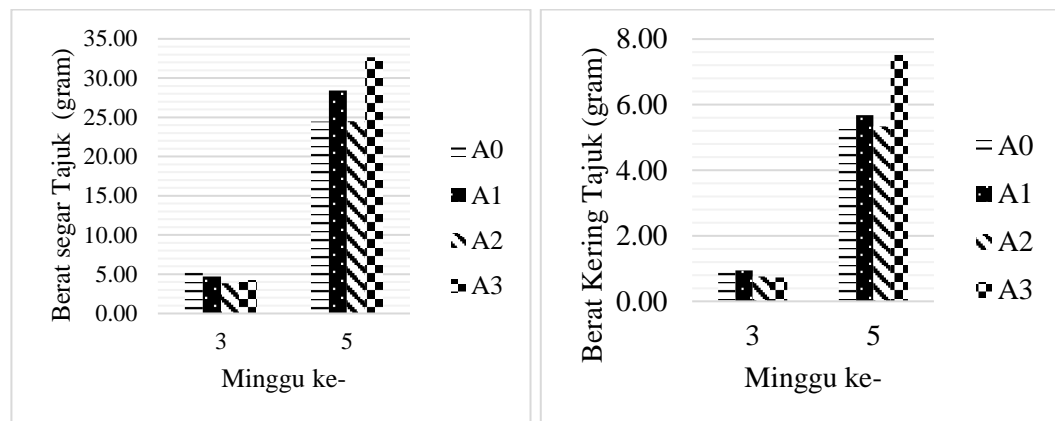 Berat segar Tajuk (gram)
35.00
30.00
25.00
20.00
15.00
10.00
5.00
0.00
3 5
Minggu ke-
A0
A1
A2
A3
Berat Kering Tajuk (gram)
8.00
6.00
4.00
2.00
0.00
3 5
Minggu ke-
A0
A1
A2
A3